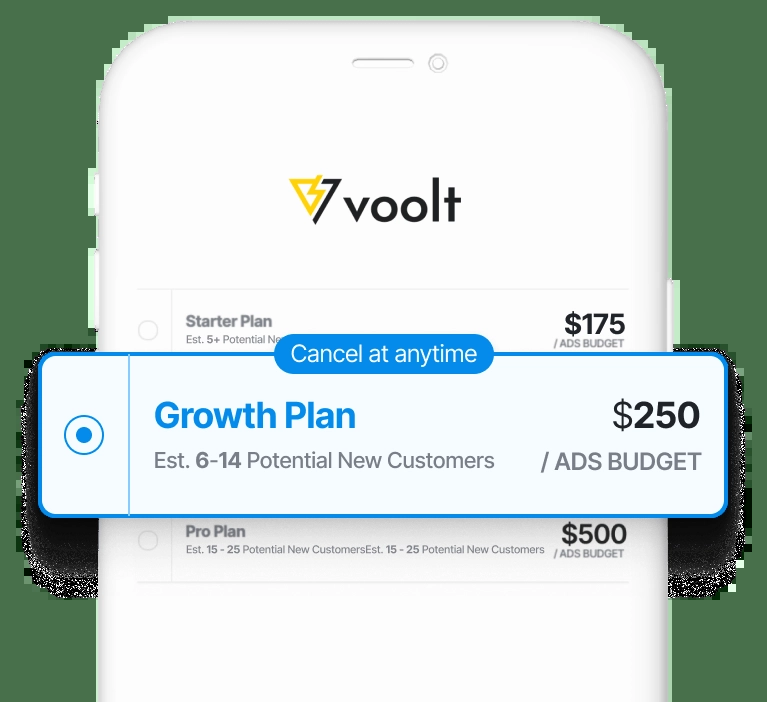 voolt
Starter Plan
$175
Est. 5+ Potential Ne
/ ADS BUDGET
Cancel at anytime
Growth Plan
$250
Est. 6-14 Potential New Customers
/ ADS BUDGET
Pro Plan
$500
Est. 15 - 25 Potential New CustomersEst. 15 - 25 Potential New Customers
/ ADS BUDGET